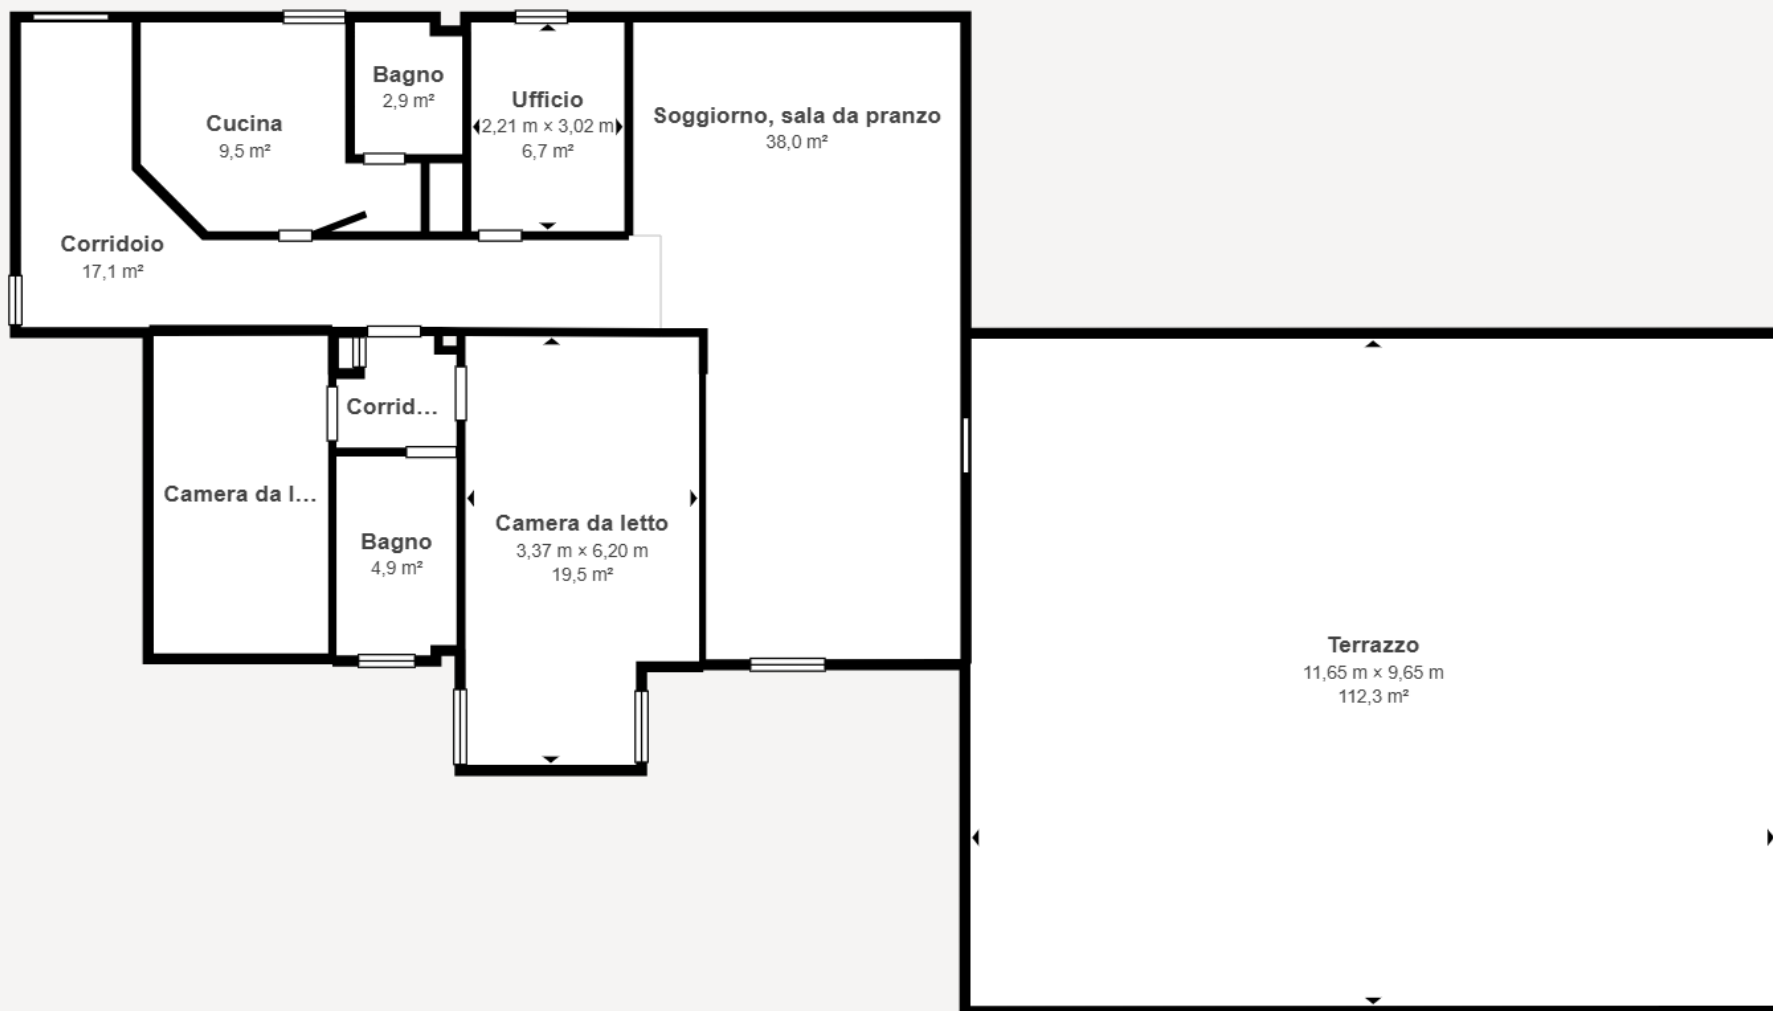 Bagno
2,9 m²
Ufficio
2,21 m × 3,02 m
6,7 m²
Soggiorno, sala da pranzo
38,0 m²
Cucina
9,5 m²
Corridoio
17,1 m²
Corrid...
Camera da l...
Bagno
4,9 m²
Camera da letto
3,37 m × 6,20 m
19,5 m²
Terrazzo
11,65 m × 9,65 m
112,3 m²